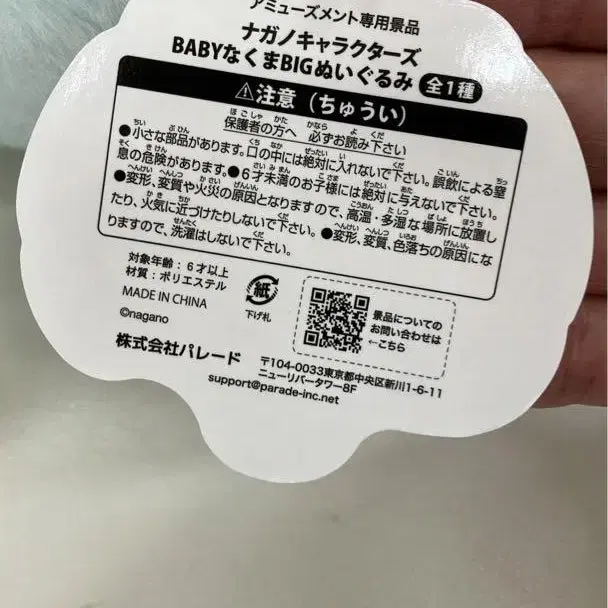 アミューズメント専用景品
ナガノキャラクターズ
BABYなくまBIGぬいぐるみ 全1種
⚠注意（ちゅうい）
保護者の方へ 必ずお読み下さい
●小さな部品があります。口の中には絶対に入れないで下さい。誤飲による窒
息の危険があります。●6才未満のお子様には絶対に与えないで下さい。
●変形、変質や火災の原因となりますので、高温・多湿な場所に放置し
たり、火気に近づけたりしないで下さい。●変形、変質、色落ちの原因にな
りますので、洗濯はしないで下さい。
対象年齢：6才以上
材質：ポリエステル
MADE IN CHINA
©nagano
紙
下げ札
景品についての
お問い合わせは
←こちら
株式会社パレード
〒104-0033東京都中央区新川1-6-11
ニューリバータワー8F
support@parade-inc.net